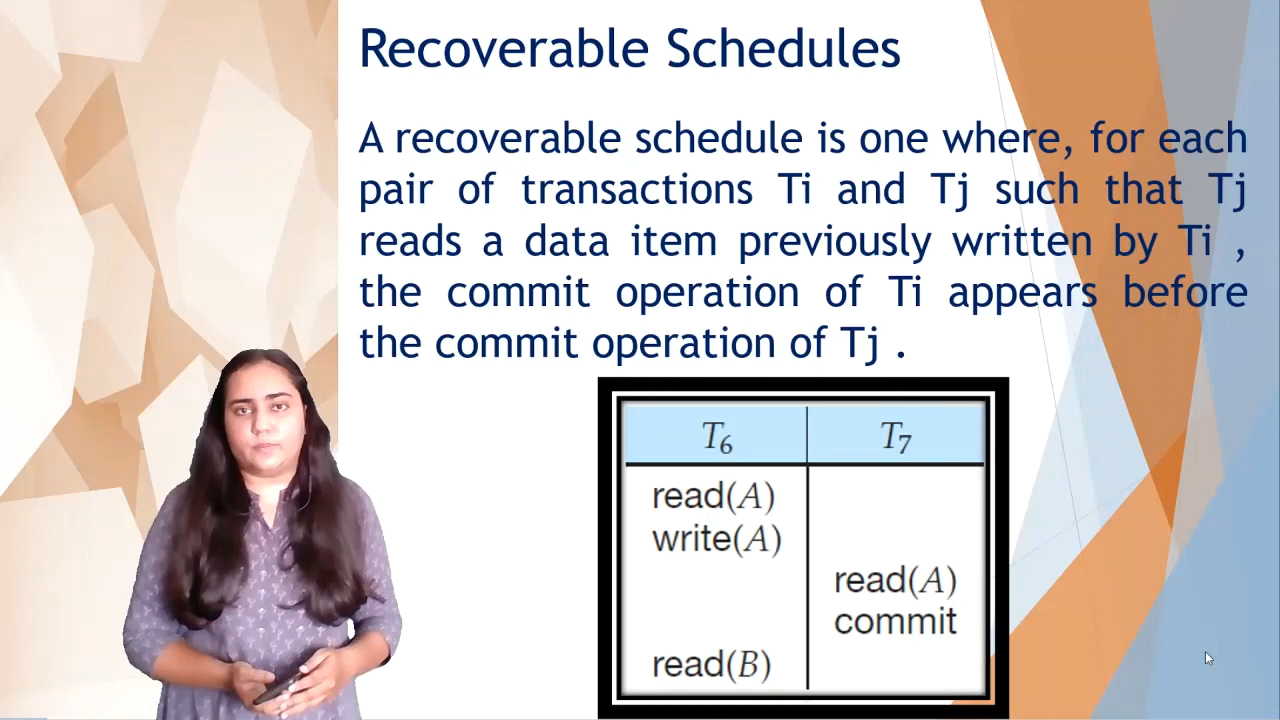 Recoverable Schedules
A recoverable schedule is one where, for each
pair of transactions Ti and Tj such that Tj
reads a data item previously written by Ti ,
the commit operation of Ti appears before
the commit operation of Tj .
T6 T7
read(A)
write(A)
read(A)
commit
read(B)